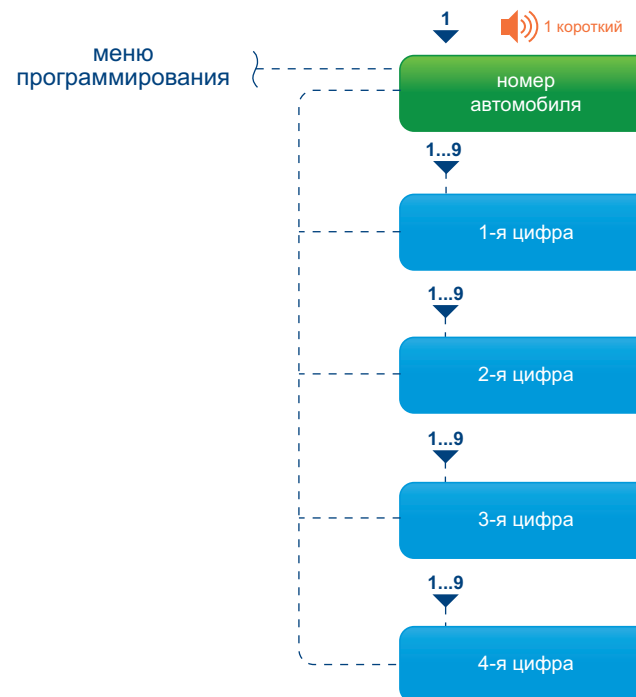 1
1 короткий
меню
программирования
номер
автомобиля
1...9
1-я цифра
1...9
2-я цифра
1...9
3-я цифра
1...9
4-я цифра